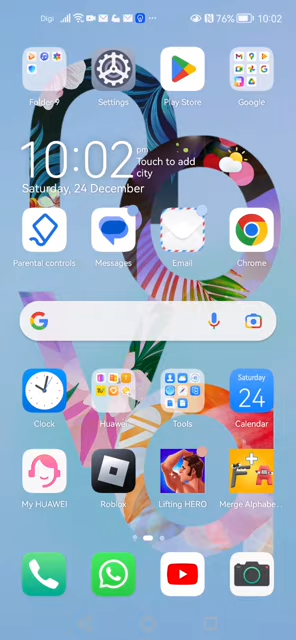 Digi 76% 10:02
Folder 9 Settings Play Store Google
10:02 pm
Touch to add
city
Saturday, 24 December
Parental controls Messages Email Chrome
Saturday
24
Clock Huawei Tools Calendar
My HUAWEI Roblox Lifting HERO Merge Alphabe...